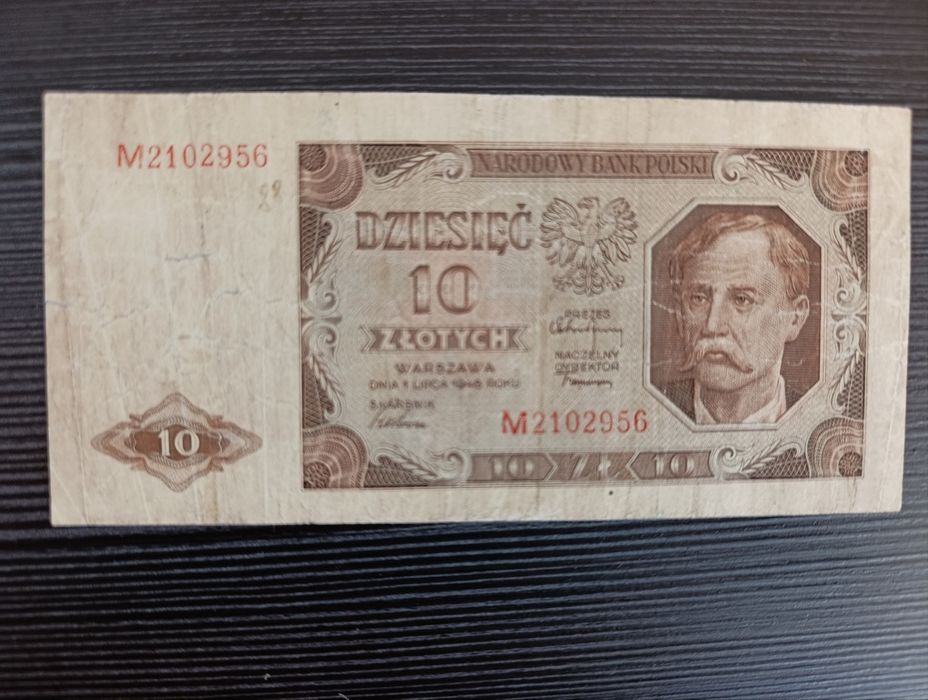 M2102956
NARODOWY BANK POLSKI
DZIESIĘĆ
10
ZŁOTYCH
WARSZAWA
DNIA 1 LIPCA 1948 ROKU
SKARBNIK
PREZES
NACZELNY
DYREKTOR
M2102956
10
10 ZŁ 10